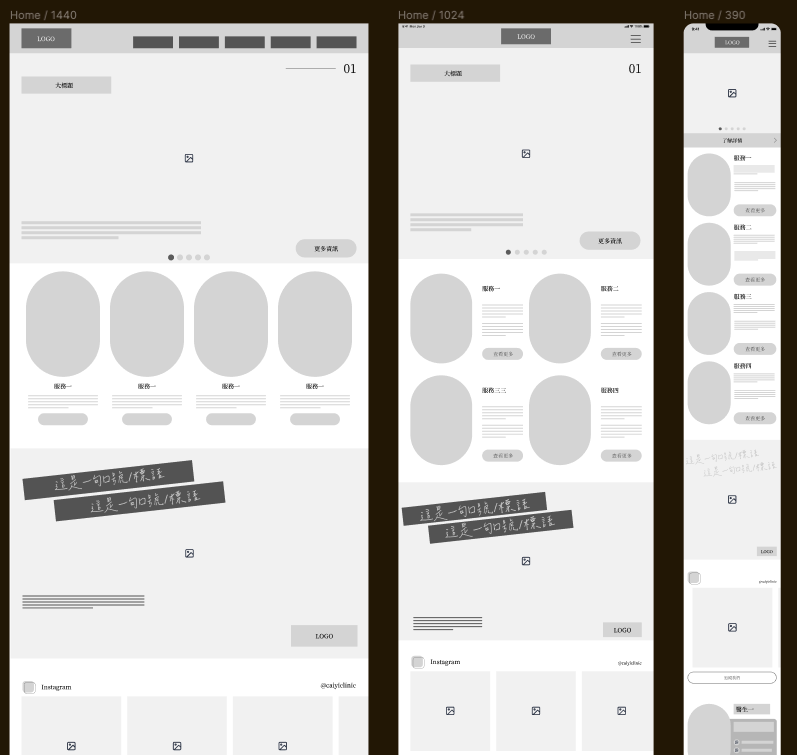 Home / 1440
LOGO
01
大標題
更多資訊
服務一
服務一
服務一
服務一
這是一句口號/標語
這是一句口號/標語
LOGO
Instagram
@caiyiclinic
Home / 1024
LOGO
01
大標題
更多資訊
服務一
查看更多
服務二
查看更多
服務三三
查看更多
服務四
查看更多
這是一句口號/標語
這是一句口號/標語
LOGO
Instagram
@caiyiclinic
Home / 390
9:41
LOGO
了解詳情
服務一
查看更多
服務二
查看更多
服務三
查看更多
服務四
查看更多
這是一句口號/標語
這是一句口號/標語
LOGO
@caiyiclinic
醫生一